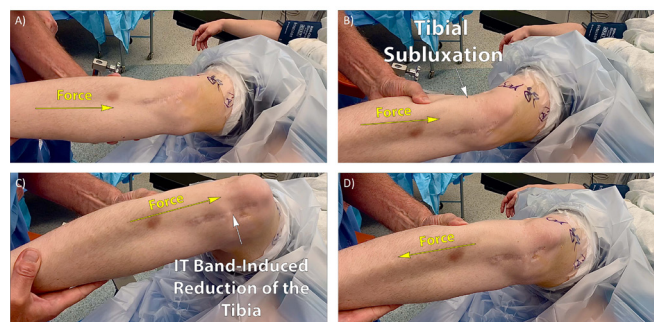 A)
Force
B)
Tibial
Subluxation
Force
C)
Force
IT Band-Induced
Reduction of the
Tibia
D)
Force